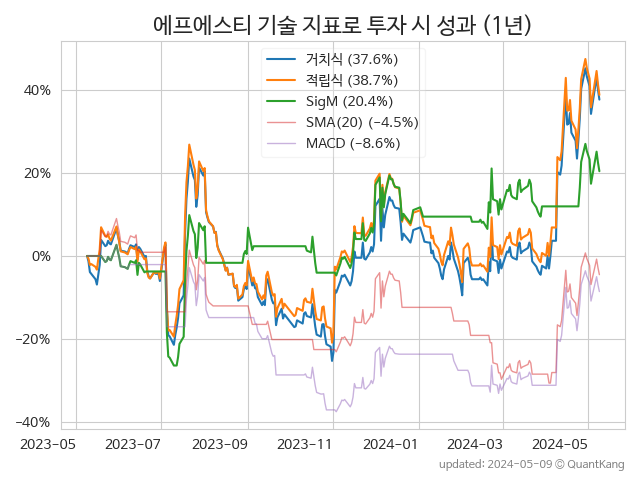 에프에스티 기술 지표로 투자 시 성과 (1년)
거치식 (37.6%)
적립식 (38.7%)
SigM (20.4%)
SMA(20) (−4.5%)
MACD (−8.6%)
40%
20%
0%
−20%
−40%
2023-05 2023-07 2023-09 2023-11 2024-01 2024-03 2024-05
updated: 2024-05-09 © QuantKang